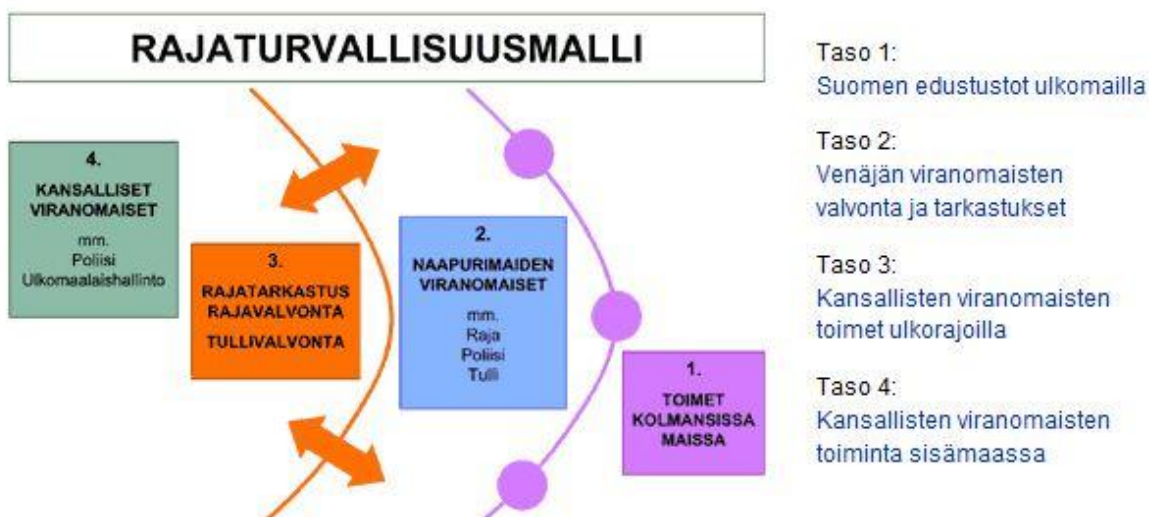 RAJATURVALLISUUSMALLI
4.
KANSALLISET
VIRANOMAISET
mm.
Poliisi
Ulkomaalaishallinto
3.
RAJATARKASTUS
RAJAVALVONTA
TULLIVALVONTA
2.
NAAPURIMAIDEN
VIRANOMAISET
mm.
Raja
Poliisi
Tulli
1.
TOIMET
KOLMANSISSA
MAISSA
Taso 1:
Suomen edustustot ulkomailla
Taso 2:
Venäjän viranomaisten
valvonta ja tarkastukset
Taso 3:
Kansallisten viranomaisten
toimet ulkorajoilla
Taso 4:
Kansallisten viranomaisten
toiminta sisämaassa